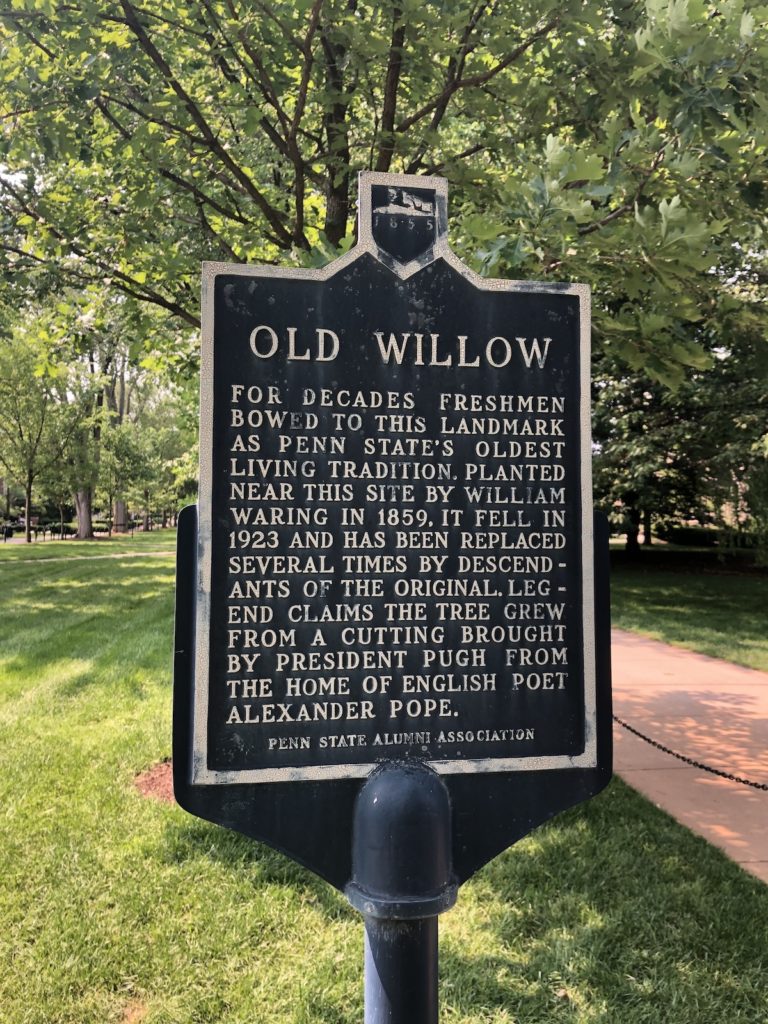 1855
OLD WILLOW
FOR DECADES FRESHMEN
BOWED TO THIS LANDMARK
AS PENN STATE'S OLDEST
LIVING TRADITION. PLANTED
NEAR THIS SITE BY WILLIAM
WARING IN 1859, IT FELL IN
1923 AND HAS BEEN REPLACED
SEVERAL TIMES BY DESCEND-
ANTS OF THE ORIGINAL. LEG-
END CLAIMS THE TREE GREW
FROM A CUTTING BROUGHT
BY PRESIDENT PUGH FROM
THE HOME OF ENGLISH POET
ALEXANDER POPE.
PENN STATE ALUMNI ASSOCIATION